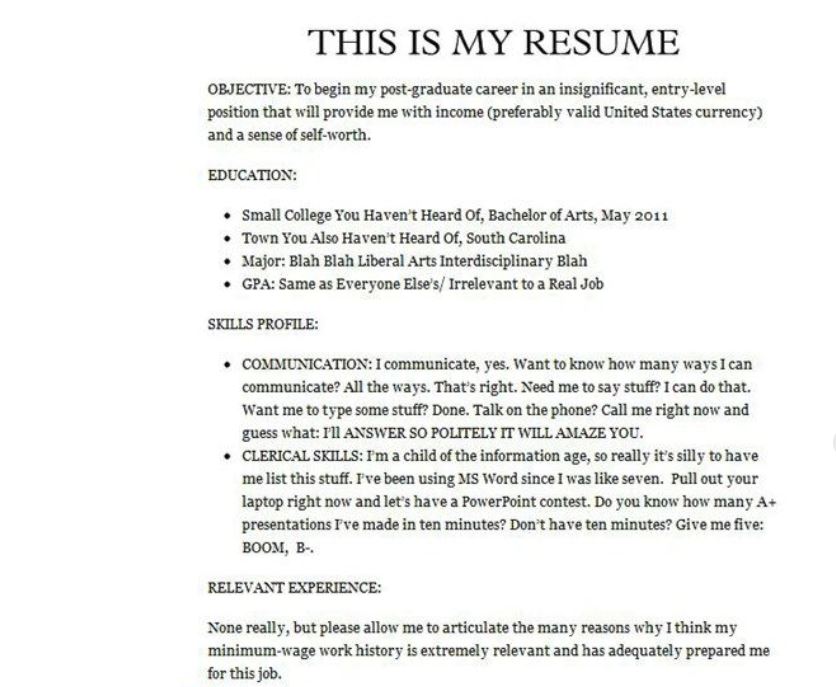 THIS IS MY RESUME
OBJECTIVE: To begin my post-graduate career in an insignificant, entry-level
position that will provide me with income (preferably valid United States currency)
and a sense of self-worth.
EDUCATION:
• Small College You Haven't Heard Of, Bachelor of Arts, May 2011
• Town You Also Haven't Heard Of, South Carolina
• Major: Blah Blah Liberal Arts Interdisciplinary Blah
• GPA: Same as Everyone Else's/ Irrelevant to a Real Job
SKILLS PROFILE:
• COMMUNICATION: I communicate, yes. Want to know how many ways I can
communicate? All the ways. That's right. Need me to say stuff? I can do that.
Want me to type some stuff? Done. Talk on the phone? Call me right now and
guess what: I'll ANSWER SO POLITELY IT WILL AMAZE YOU.
• CLERICAL SKILLS: I'm a child of the information age, so really it's silly to have
me list this stuff. I've been using MS Word since I was like seven. Pull out your
laptop right now and let's have a PowerPoint contest. Do you know how many A+
presentations I've made in ten minutes? Don't have ten minutes? Give me five:
BOOM, B-.
RELEVANT EXPERIENCE:
None really, but please allow me to articulate the many reasons why I think my
minimum-wage work history is extremely relevant and has adequately prepared me
for this job.